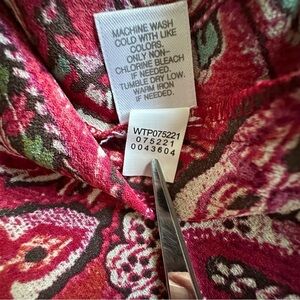 MACHINE WASH
COLD WITH LIKE
COLORS.
ONLY NON-
CHLORINE BLEACH
IF NEEDED.
TUMBLE DRY LOW.
WARM IRON
IF NEEDED.
WTP075221
075221
0043604